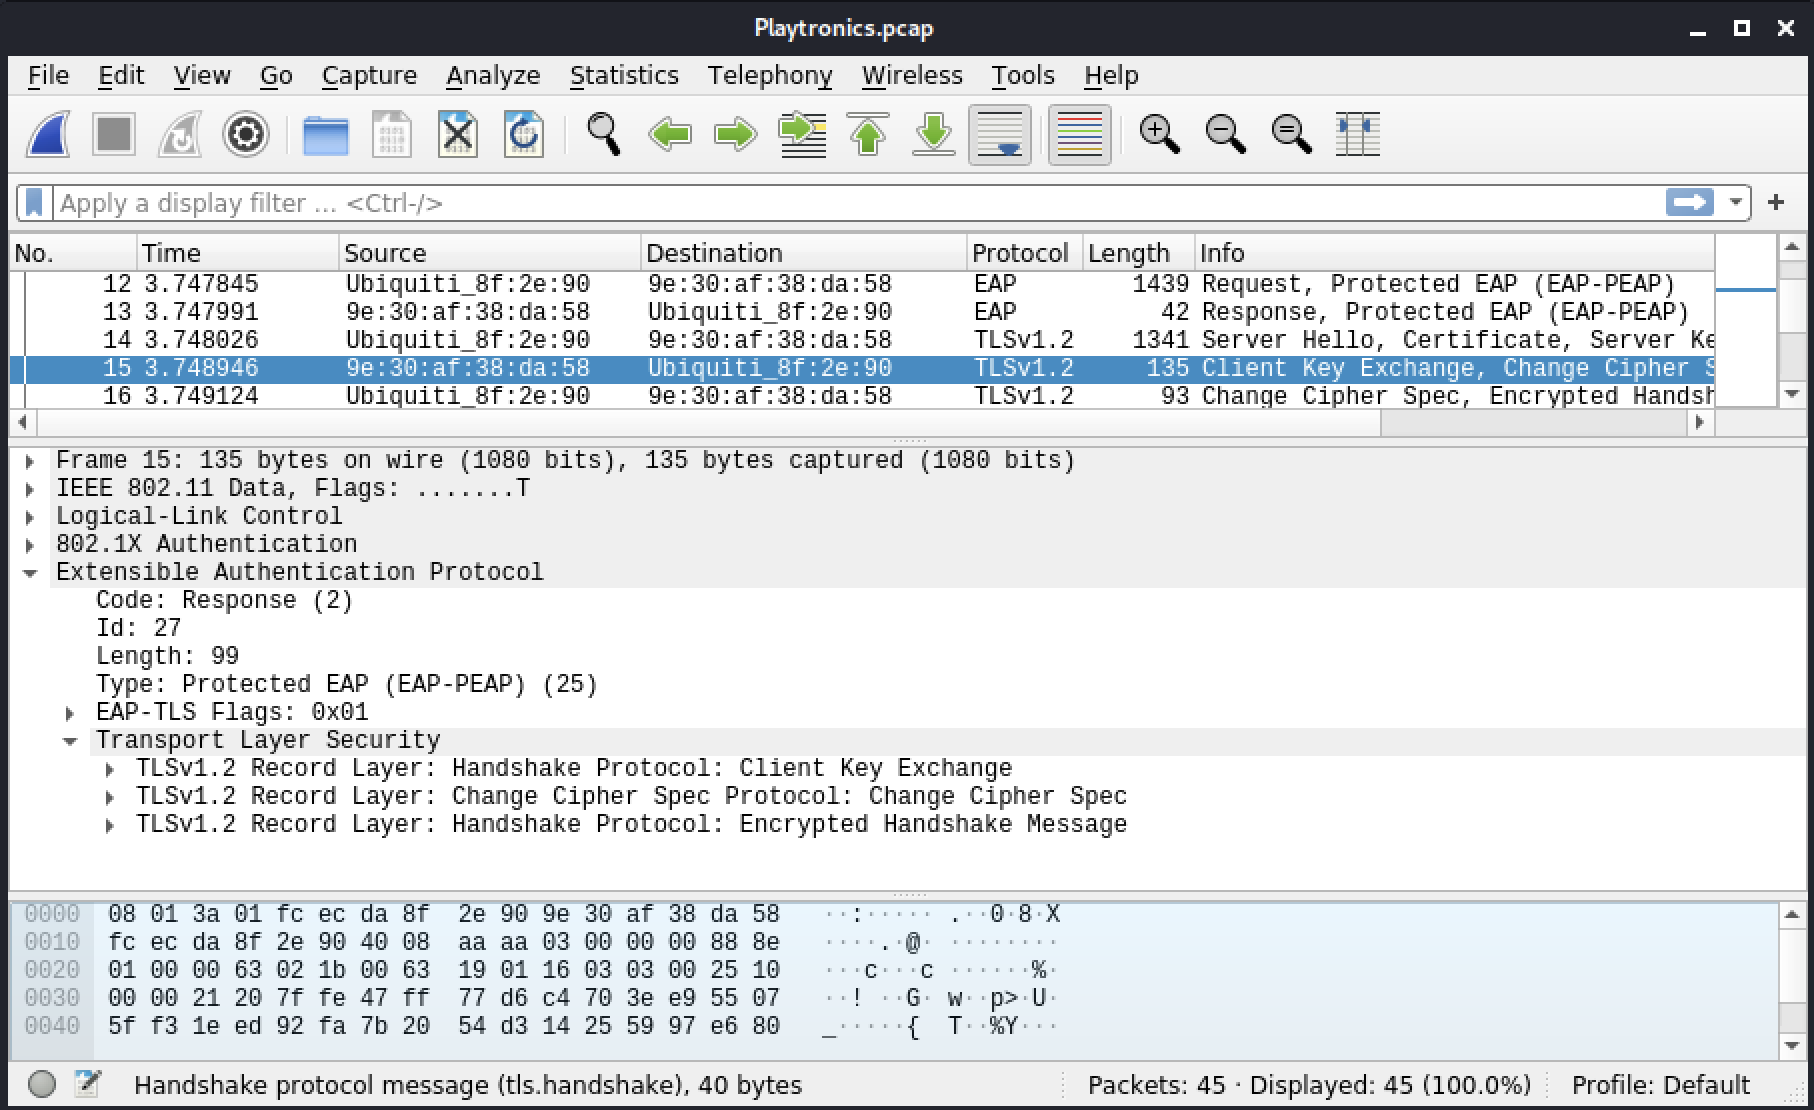 Playtronics.pcap
File Edit View Go Capture Analyze Statistics Telephony Wireless Tools Help
Apply a display filter ... <Ctrl-/>
No. Time Source Destination Protocol Length Info
12 3.747845 Ubiquiti_8f:2e:90 9e:30:af:38:da:58 EAP 1439 Request, Protected EAP (EAP-PEAP)
13 3.747991 9e:30:af:38:da:58 Ubiquiti_8f:2e:90 EAP 42 Response, Protected EAP (EAP-PEAP)
14 3.748026 Ubiquiti_8f:2e:90 9e:30:af:38:da:58 TLSv1.2 1341 Server Hello, Certificate, Server Ke
15 3.748946 9e:30:af:38:da:58 Ubiquiti_8f:2e:90 TLSv1.2 135 Client Key Exchange, Change Cipher S
16 3.749124 Ubiquiti_8f:2e:90 9e:30:af:38:da:58 TLSv1.2 93 Change Cipher Spec, Encrypted Handsh
Frame 15: 135 bytes on wire (1080 bits), 135 bytes captured (1080 bits)
IEEE 802.11 Data, Flags: .......T
Logical-Link Control
802.1X Authentication
Extensible Authentication Protocol
Code: Response (2)
Id: 27
Length: 99
Type: Protected EAP (EAP-PEAP) (25)
EAP-TLS Flags: 0x01
Transport Layer Security
TLSv1.2 Record Layer: Handshake Protocol: Client Key Exchange
TLSv1.2 Record Layer: Change Cipher Spec Protocol: Change Cipher Spec
TLSv1.2 Record Layer: Handshake Protocol: Encrypted Handshake Message
0000 08 01 3a 01 fc ec da 8f 2e 90 9e 30 af 38 da 58 ··:····· .··0·8·X
0010 fc ec da 8f 2e 90 40 08 aa aa 03 00 00 00 88 8e ····.·@· ········
0020 01 00 00 63 02 1b 00 63 19 01 16 03 03 00 25 10 ···c···c ······%·
0030 00 00 21 20 7f fe 47 ff 77 d6 c4 70 3e e9 55 07 ··! ··G· w··p>·U·
0040 5f f3 1e ed 92 fa 7b 20 54 d3 14 25 59 97 e6 80 _·····{ T··%Y···
Handshake protocol message (tls.handshake), 40 bytes Packets: 45 · Displayed: 45 (100.0%) Profile: Default